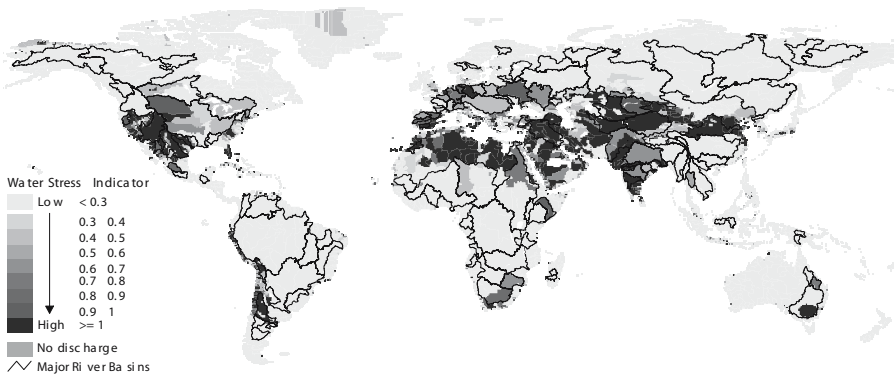 Water Stress Indicator
Low < 0.3
0.3 0.4
0.4 0.5
0.5 0.6
0.6 0.7
0.7 0.8
0.8 0.9
0.9 1
High >= 1
No discharge
Major River Basins